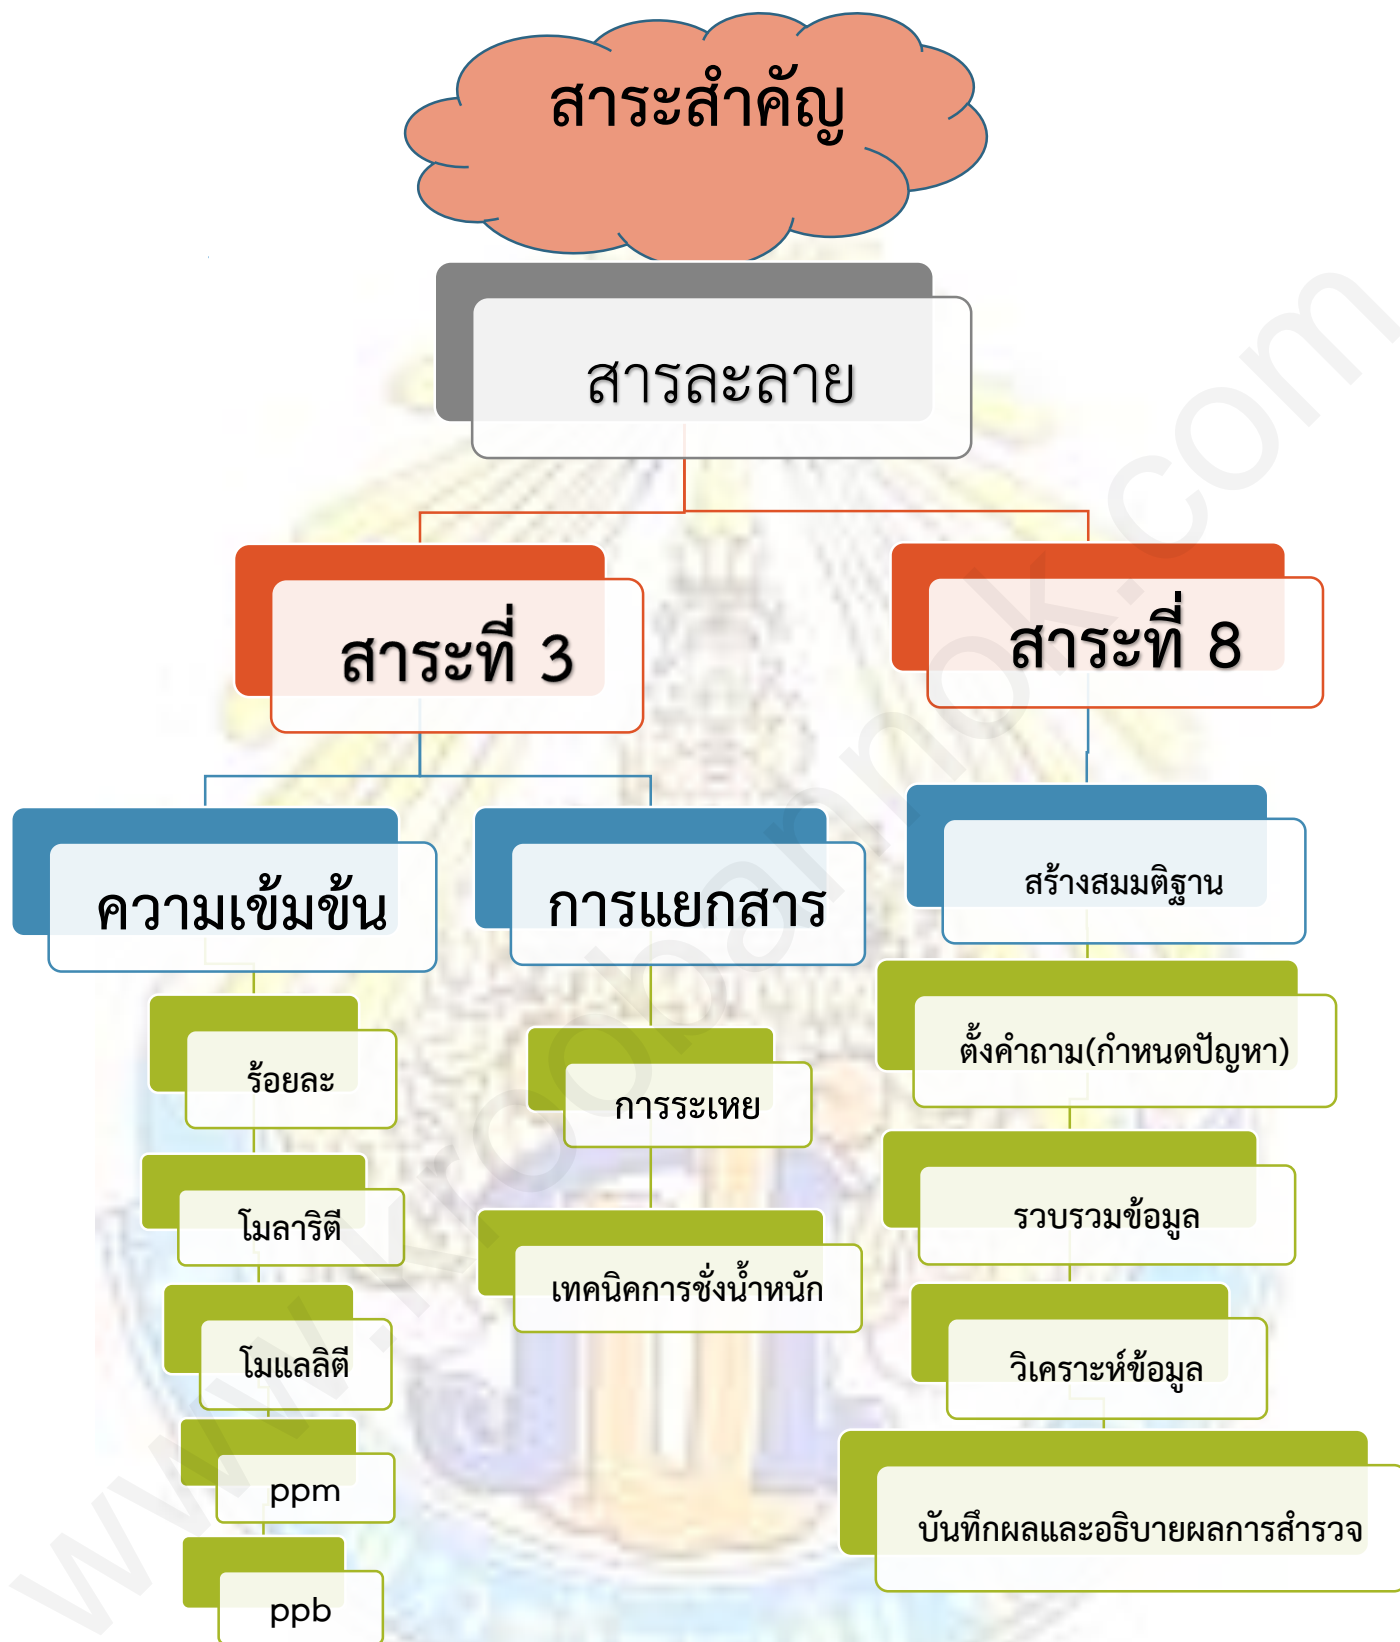 สาระสำคัญ
สารละลาย
สาระที่ 3
สาระที่ 8
ความเข้มข้น
การแยกสาร
สร้างสมมติฐาน
ร้อยละ
โมลาริตี
โมแลลิตี
ppm
ppb
การระเหย
เทคนิคการชั่งน้ำหนัก
ตั้งคำถาม(กำหนดปัญหา)
รวบรวมข้อมูล
วิเคราะห์ข้อมูล
บันทึกผลและอธิบายผลการสำรวจ
www.kroobannok.com